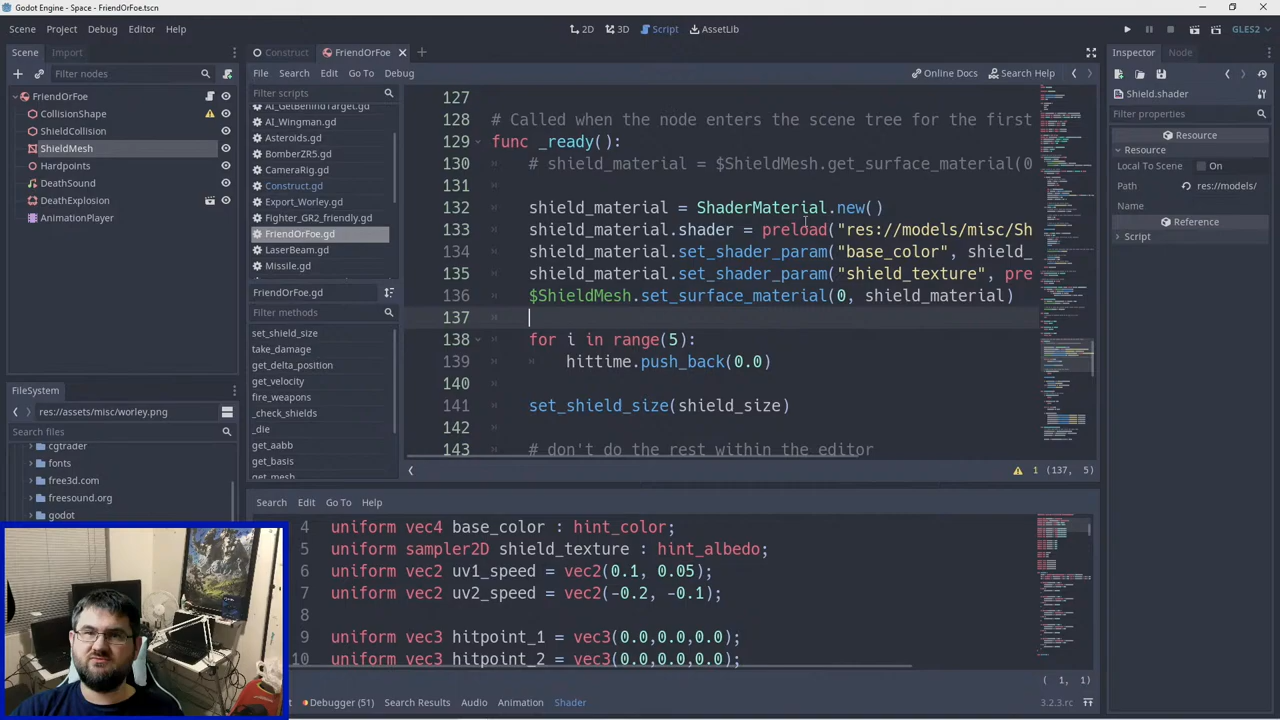 Godot Engine - Space - FriendOrFoe.tscn
Scene Project Debug Editor Help
2D 3D Script AssetLib
GLES2
Scene Import
Filter nodes
FriendOrFoe
CollisionShape
ShieldCollision
ShieldMesh
Hardpoints
DeathSound
DeathExplosion
AnimationPlayer
FileSystem
res://assets/misc/worley.png
Search files
cgtrader
fonts
free3d.com
freesound.org
godot
Construct FriendOrFoe
File Search Edit Go To Debug
Online Docs Search Help
Filter scripts
AI_GetBehindTarget.gd
AI_Wingman.gd
Asteroids.gd
BomberZR5.gd
CameraRig.gd
Construct.gd
Export_Worley.gd
Fighter_GR2_friendly.gd
FriendOrFoe.gd
LaserBeam.gd
Missile.gd
FriendOrFoe.gd
Filter methods
set_shield_size
take_damage
get_delta_position
get_velocity
fire_weapons
_check_shields
_die
get_aabb
get_basis
get_mesh
127
128 # Called when the node enters the scene tree for the first
129 func _ready():
130 # shield_material = $ShieldMesh.get_surface_material(0
131
132 shield_material = ShaderMaterial.new()
133 shield_material.shader = preload("res://models/misc/Sh
134 shield_material.set_shader_param("base_color", shield_
135 shield_material.set_shader_param("shield_texture", pre
136 $ShieldMesh.set_surface_material(0, shield_material)
137
138 for i in range(5):
139 hittime.push_back(0.0)
140
141 set_shield_size(shield_size)
142
143 # don't do the rest within the editor
1 (137, 5)
Search Edit Go To Help
4 uniform vec4 base_color : hint_color;
5 uniform sampler2D shield_texture : hint_albedo;
6 uniform vec2 uv1_speed = vec2(0.1, 0.05);
7 uniform vec2 uv2_speed = vec2(-0.2, -0.1);
8
9 uniform vec3 hitpoint_1 = vec3(0.0,0.0,0.0);
10 uniform vec3 hitpoint_2 = vec3(0.0,0.0,0.0);
( 1, 1)
Debugger (51) Search Results Audio Animation Shader
3.2.3.rc
Inspector Node
Shield.shader
Filter properties
Resource
Resource
Local To Scene On
Path res://models/
Name
Reference
Script